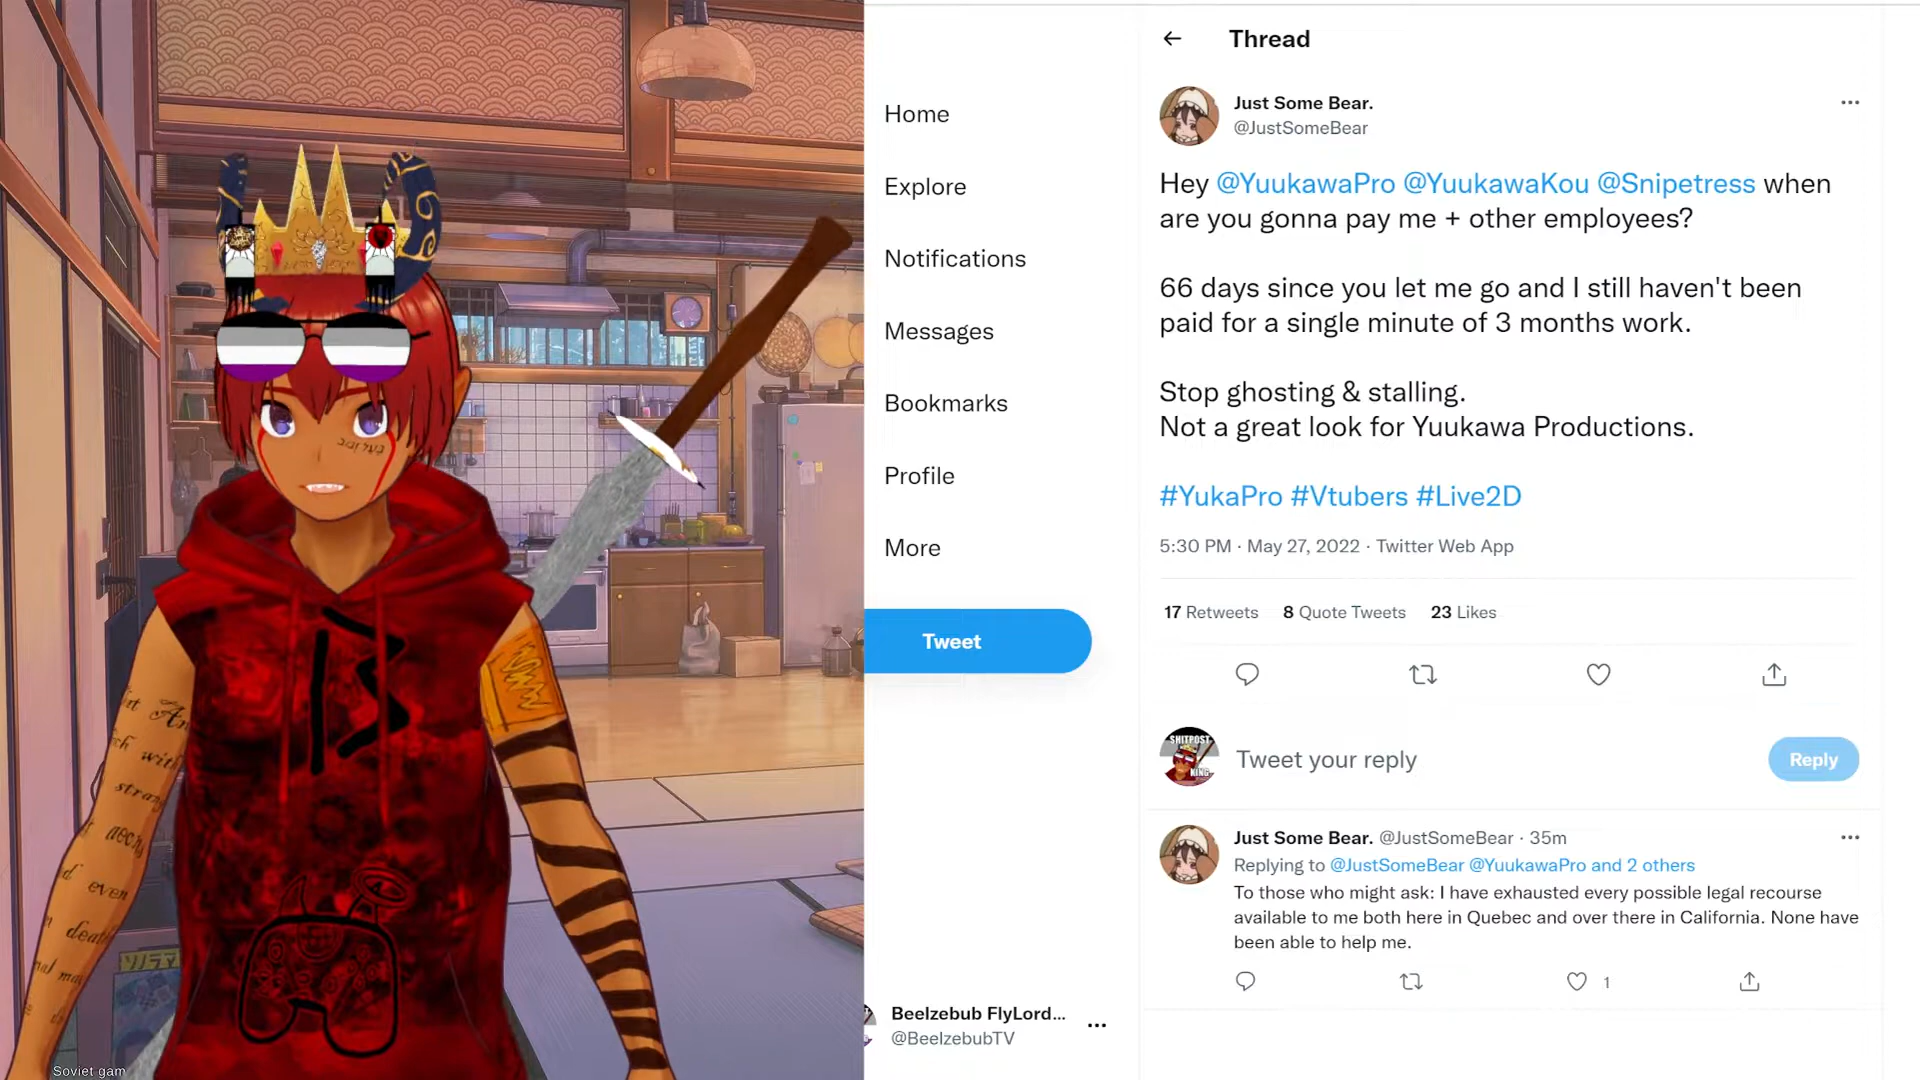 Home
Explore
Notifications
Messages
Bookmarks
Profile
More
Tweet
Beelzebub FlyLord...
@BeelzebubTV
Thread
Just Some Bear.
@JustSomeBear
Hey @YuukawaPro @YuukawaKou @Snipetress when
are you gonna pay me + other employees?
66 days since you let me go and I still haven't been
paid for a single minute of 3 months work.
Stop ghosting & stalling.
Not a great look for Yuukawa Productions.
#YukaPro #Vtubers #Live2D
5:30 PM · May 27, 2022 · Twitter Web App
17 Retweets 8 Quote Tweets 23 Likes
SHITPOST
KING
Tweet your reply
Reply
Just Some Bear. @JustSomeBear · 35m
Replying to @JustSomeBear @YuukawaPro and 2 others
To those who might ask: I have exhausted every possible legal recourse
available to me both here in Quebec and over there in California. None have
been able to help me.
1
with
even
death
Soviet gam